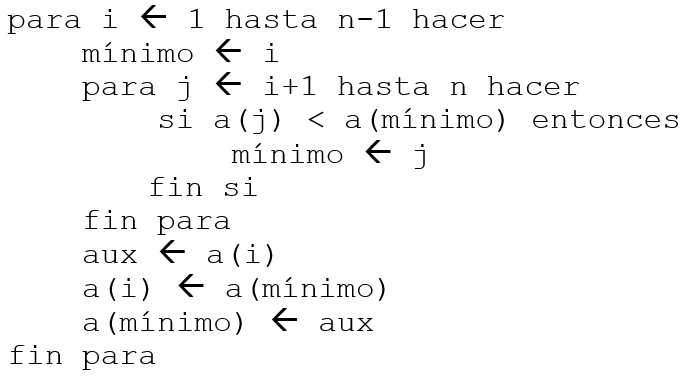 para i ← 1 hasta n-1 hacer
mínimo ← i
para j ← i+1 hasta n hacer
si a(j) < a(mínimo) entonces
mínimo ← j
fin si
fin para
aux ← a(i)
a(i) ← a(mínimo)
a(mínimo) ← aux
fin para